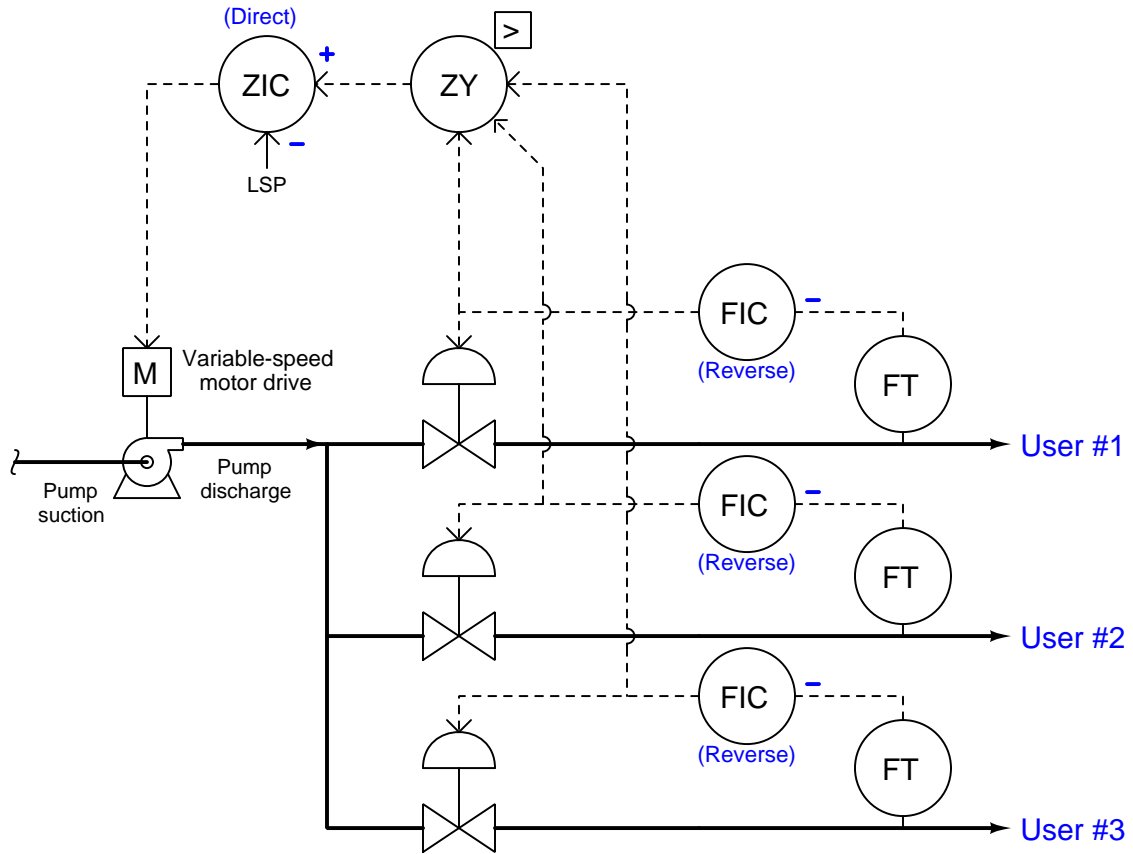 (Direct)
>
+
ZIC
ZY
−
LSP
FIC
−
(Reverse)
M
Variable-speed
motor drive
FT
User #1
Pump
suction
Pump
discharge
FIC
−
(Reverse)
FT
User #2
FIC
−
(Reverse)
FT
User #3